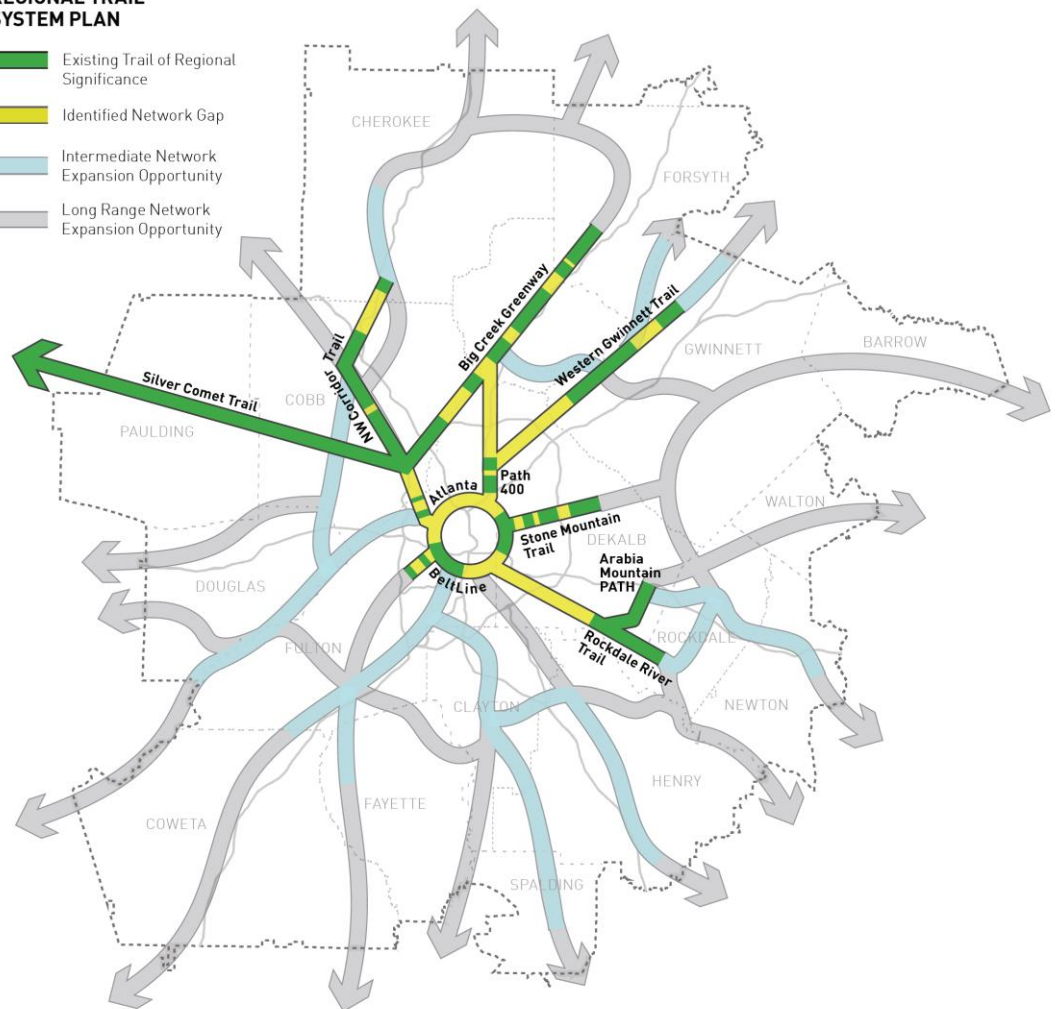 REGIONAL TRAIL
SYSTEM PLAN
Existing Trail of Regional
Significance
Identified Network Gap
Intermediate Network
Expansion Opportunity
Long Range Network
Expansion Opportunity
CHEROKEE
FORSYTH
Big Creek Greenway
Western Gwinnett Trail
GWINNETT
BARROW
NW Corridor Trail
Silver Comet Trail
COBB
PAULDING
Atlanta
BeltLine
Path
400
Stone Mountain
Trail
DEKALB
WALTON
Arabia
Mountain
PATH
DOUGLAS
FULTON
ROCKDALE
Rockdale River
Trail
CLAYTON
NEWTON
HENRY
FAYETTE
COWETA
SPALDING